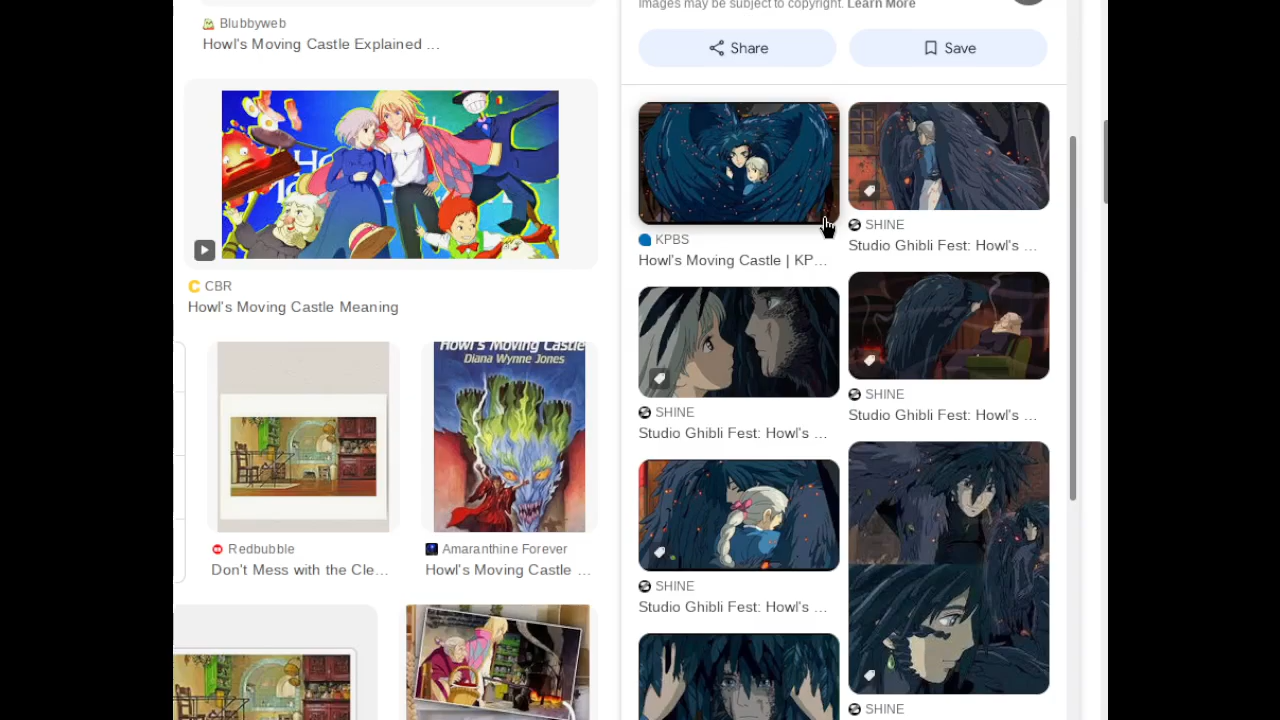 Blubbyweb
Howl's Moving Castle Explained ...
CBR
Howl's Moving Castle Meaning
Howl's Moving Castle
Diana Wynne Jones
Redbubble
Don't Mess with the Cle...
Amaranthine Forever
Howl's Moving Castle ...
Images may be subject to copyright. Learn More
Share
Save
KPBS
Howl's Moving Castle | KP...
SHINE
Studio Ghibli Fest: Howl's ...
SHINE
Studio Ghibli Fest: Howl's ...
SHINE
Studio Ghibli Fest: Howl's ...
SHINE
Studio Ghibli Fest: Howl's ...
SHINE